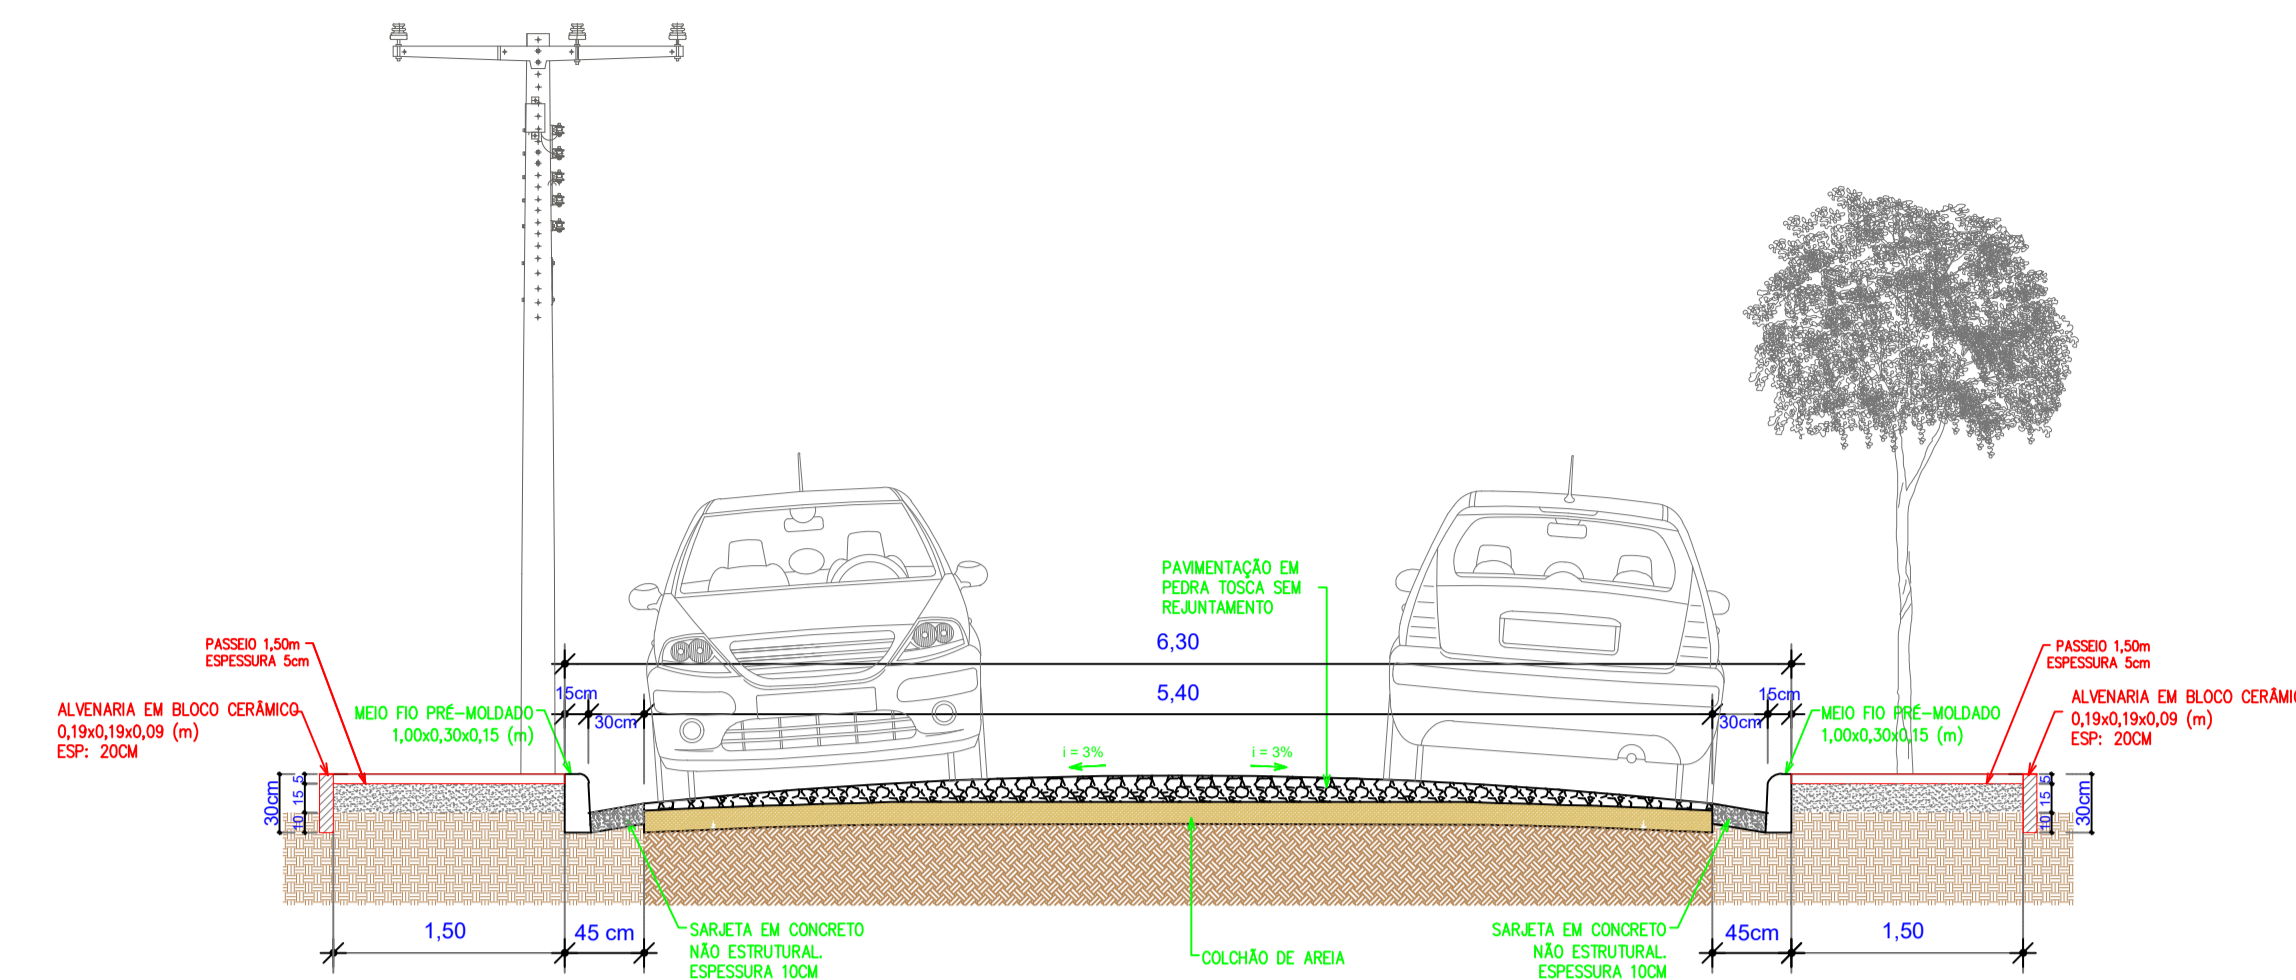 PAVIMENTAÇÃO EM
PEDRA TOSCA SEM
REJUNTAMENTO
6,30
PASSEIO 1,50m
ESPESSURA 5cm
PASSEIO 1,50m
ESPESSURA 5cm
15cm
30cm
5,40
15cm
30cm
ALVENARIA EM BLOCO CERÂMICO
0,19x0,19x0,09 (m)
ESP: 20CM
MEIO FIO PRÉ-MOLDADO
1,00x0,30x0,15 (m)
MEIO FIO PRÉ-MOLDADO
1,00x0,30x0,15 (m)
ALVENARIA EM BLOCO CERÂMIC
0,19x0,19x0,09 (m)
ESP: 20CM
i = 3%
i = 3%
30cm
5
15
10
5
15
10
30cm
1,50
45 cm
SARJETA EM CONCRETO
NÃO ESTRUTURAL.
ESPESSURA 10CM
COLCHÃO DE AREIA
SARJETA EM CONCRETO
NÃO ESTRUTURAL.
ESPESSURA 10CM
45cm
1,50